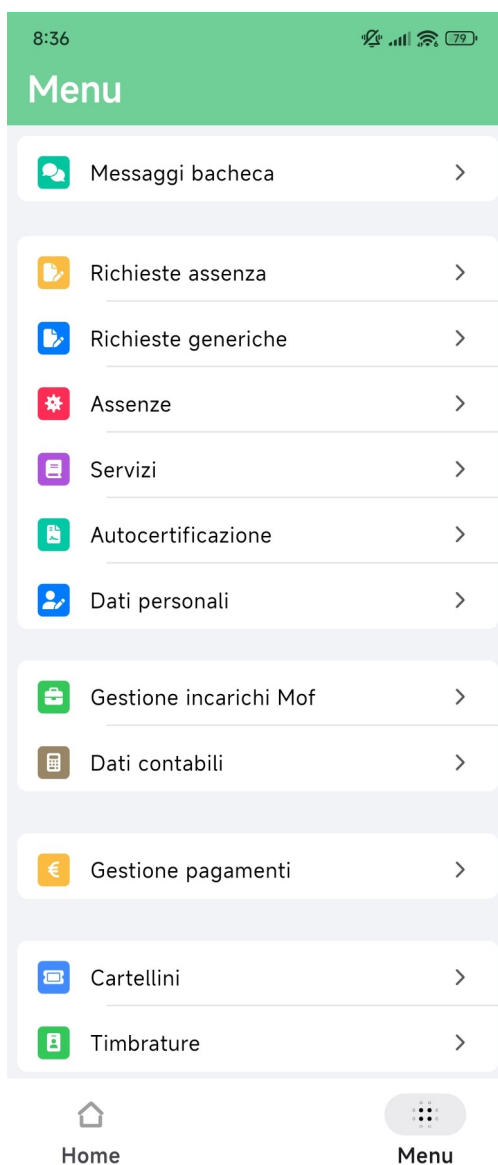 8:36
79
Menu
Messaggi bacheca
Richieste assenza
Richieste generiche
Assenze
Servizi
Autocertificazione
Dati personali
Gestione incarichi Mof
Dati contabili
€
Gestione pagamenti
Cartellini
Timbrature
Home
Menu